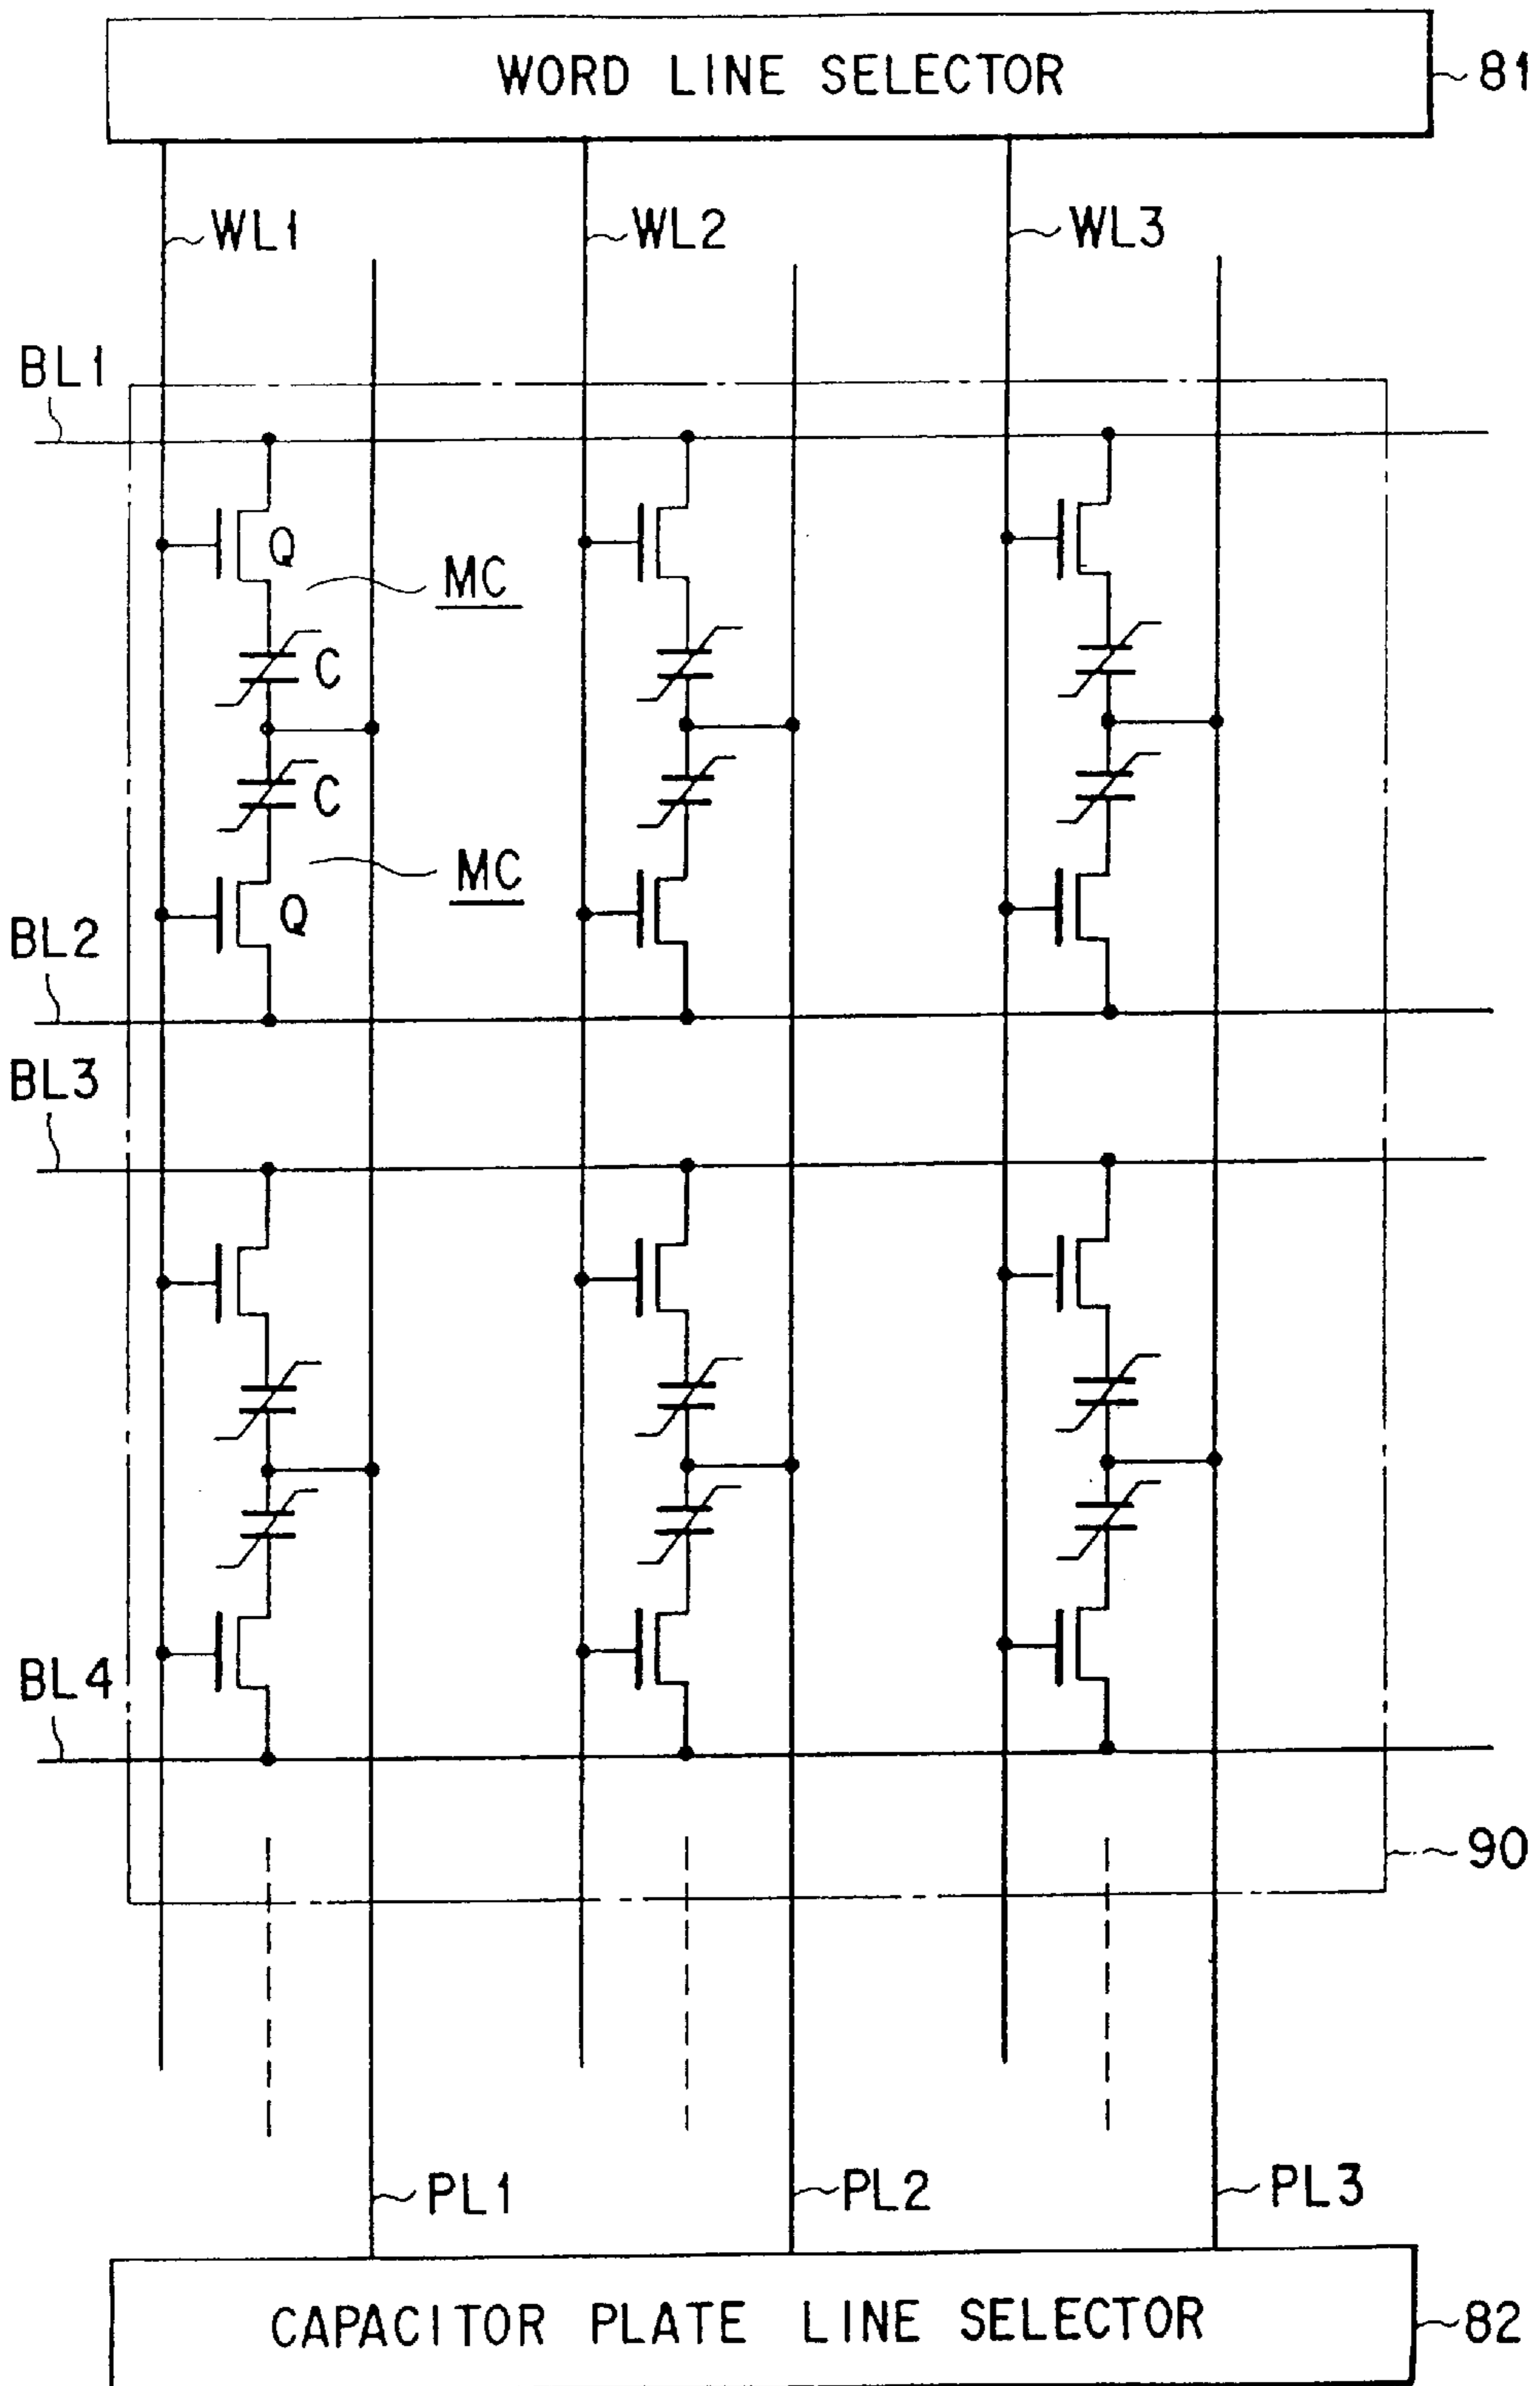 WORD LINE SELECTOR
81
WL1
WL2
WL3
BL1
Q
MC
C
C
MC
Q
BL2
BL3
BL4
90
PL1
PL2
PL3
CAPACITOR PLATE LINE SELECTOR
82